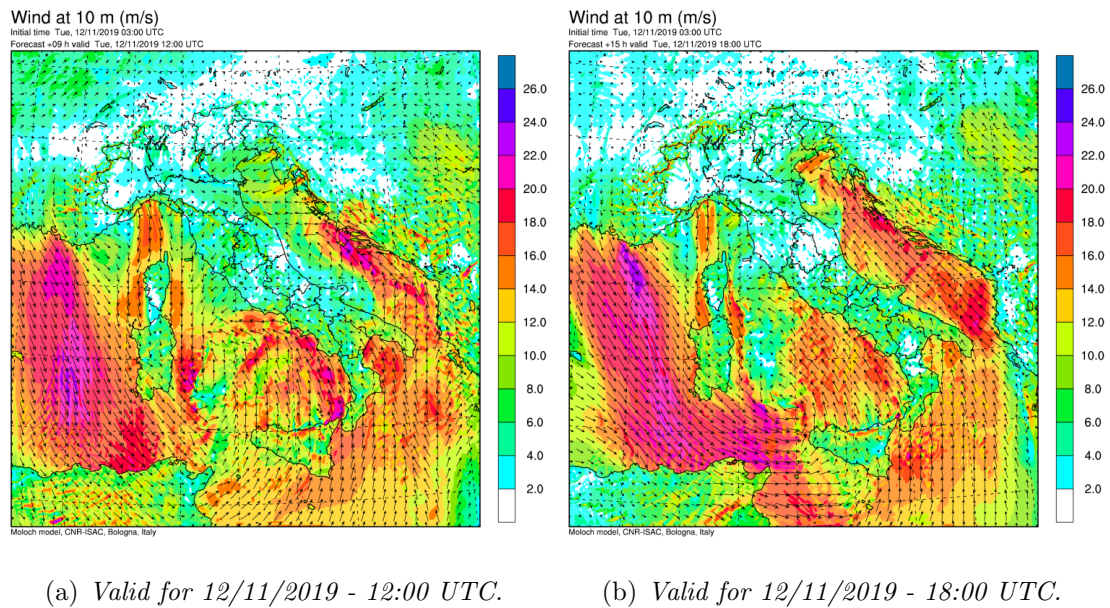 Wind at 10 m (m/s)
Initial time Tue, 12/11/2019 03:00 UTC
Forecast +09 h valid Tue, 12/11/2019 12:00 UTC
26.0
24.0
22.0
20.0
18.0
16.0
14.0
12.0
10.0
8.0
6.0
4.0
2.0
Moloch model, CNR-ISAC, Bologna, Italy
(a) Valid for 12/11/2019 - 12:00 UTC.
Wind at 10 m (m/s)
Initial time Tue, 12/11/2019 03:00 UTC
Forecast +15 h valid Tue, 12/11/2019 18:00 UTC
26.0
24.0
22.0
20.0
18.0
16.0
14.0
12.0
10.0
8.0
6.0
4.0
2.0
Moloch model, CNR-ISAC, Bologna, Italy
(b) Valid for 12/11/2019 - 18:00 UTC.